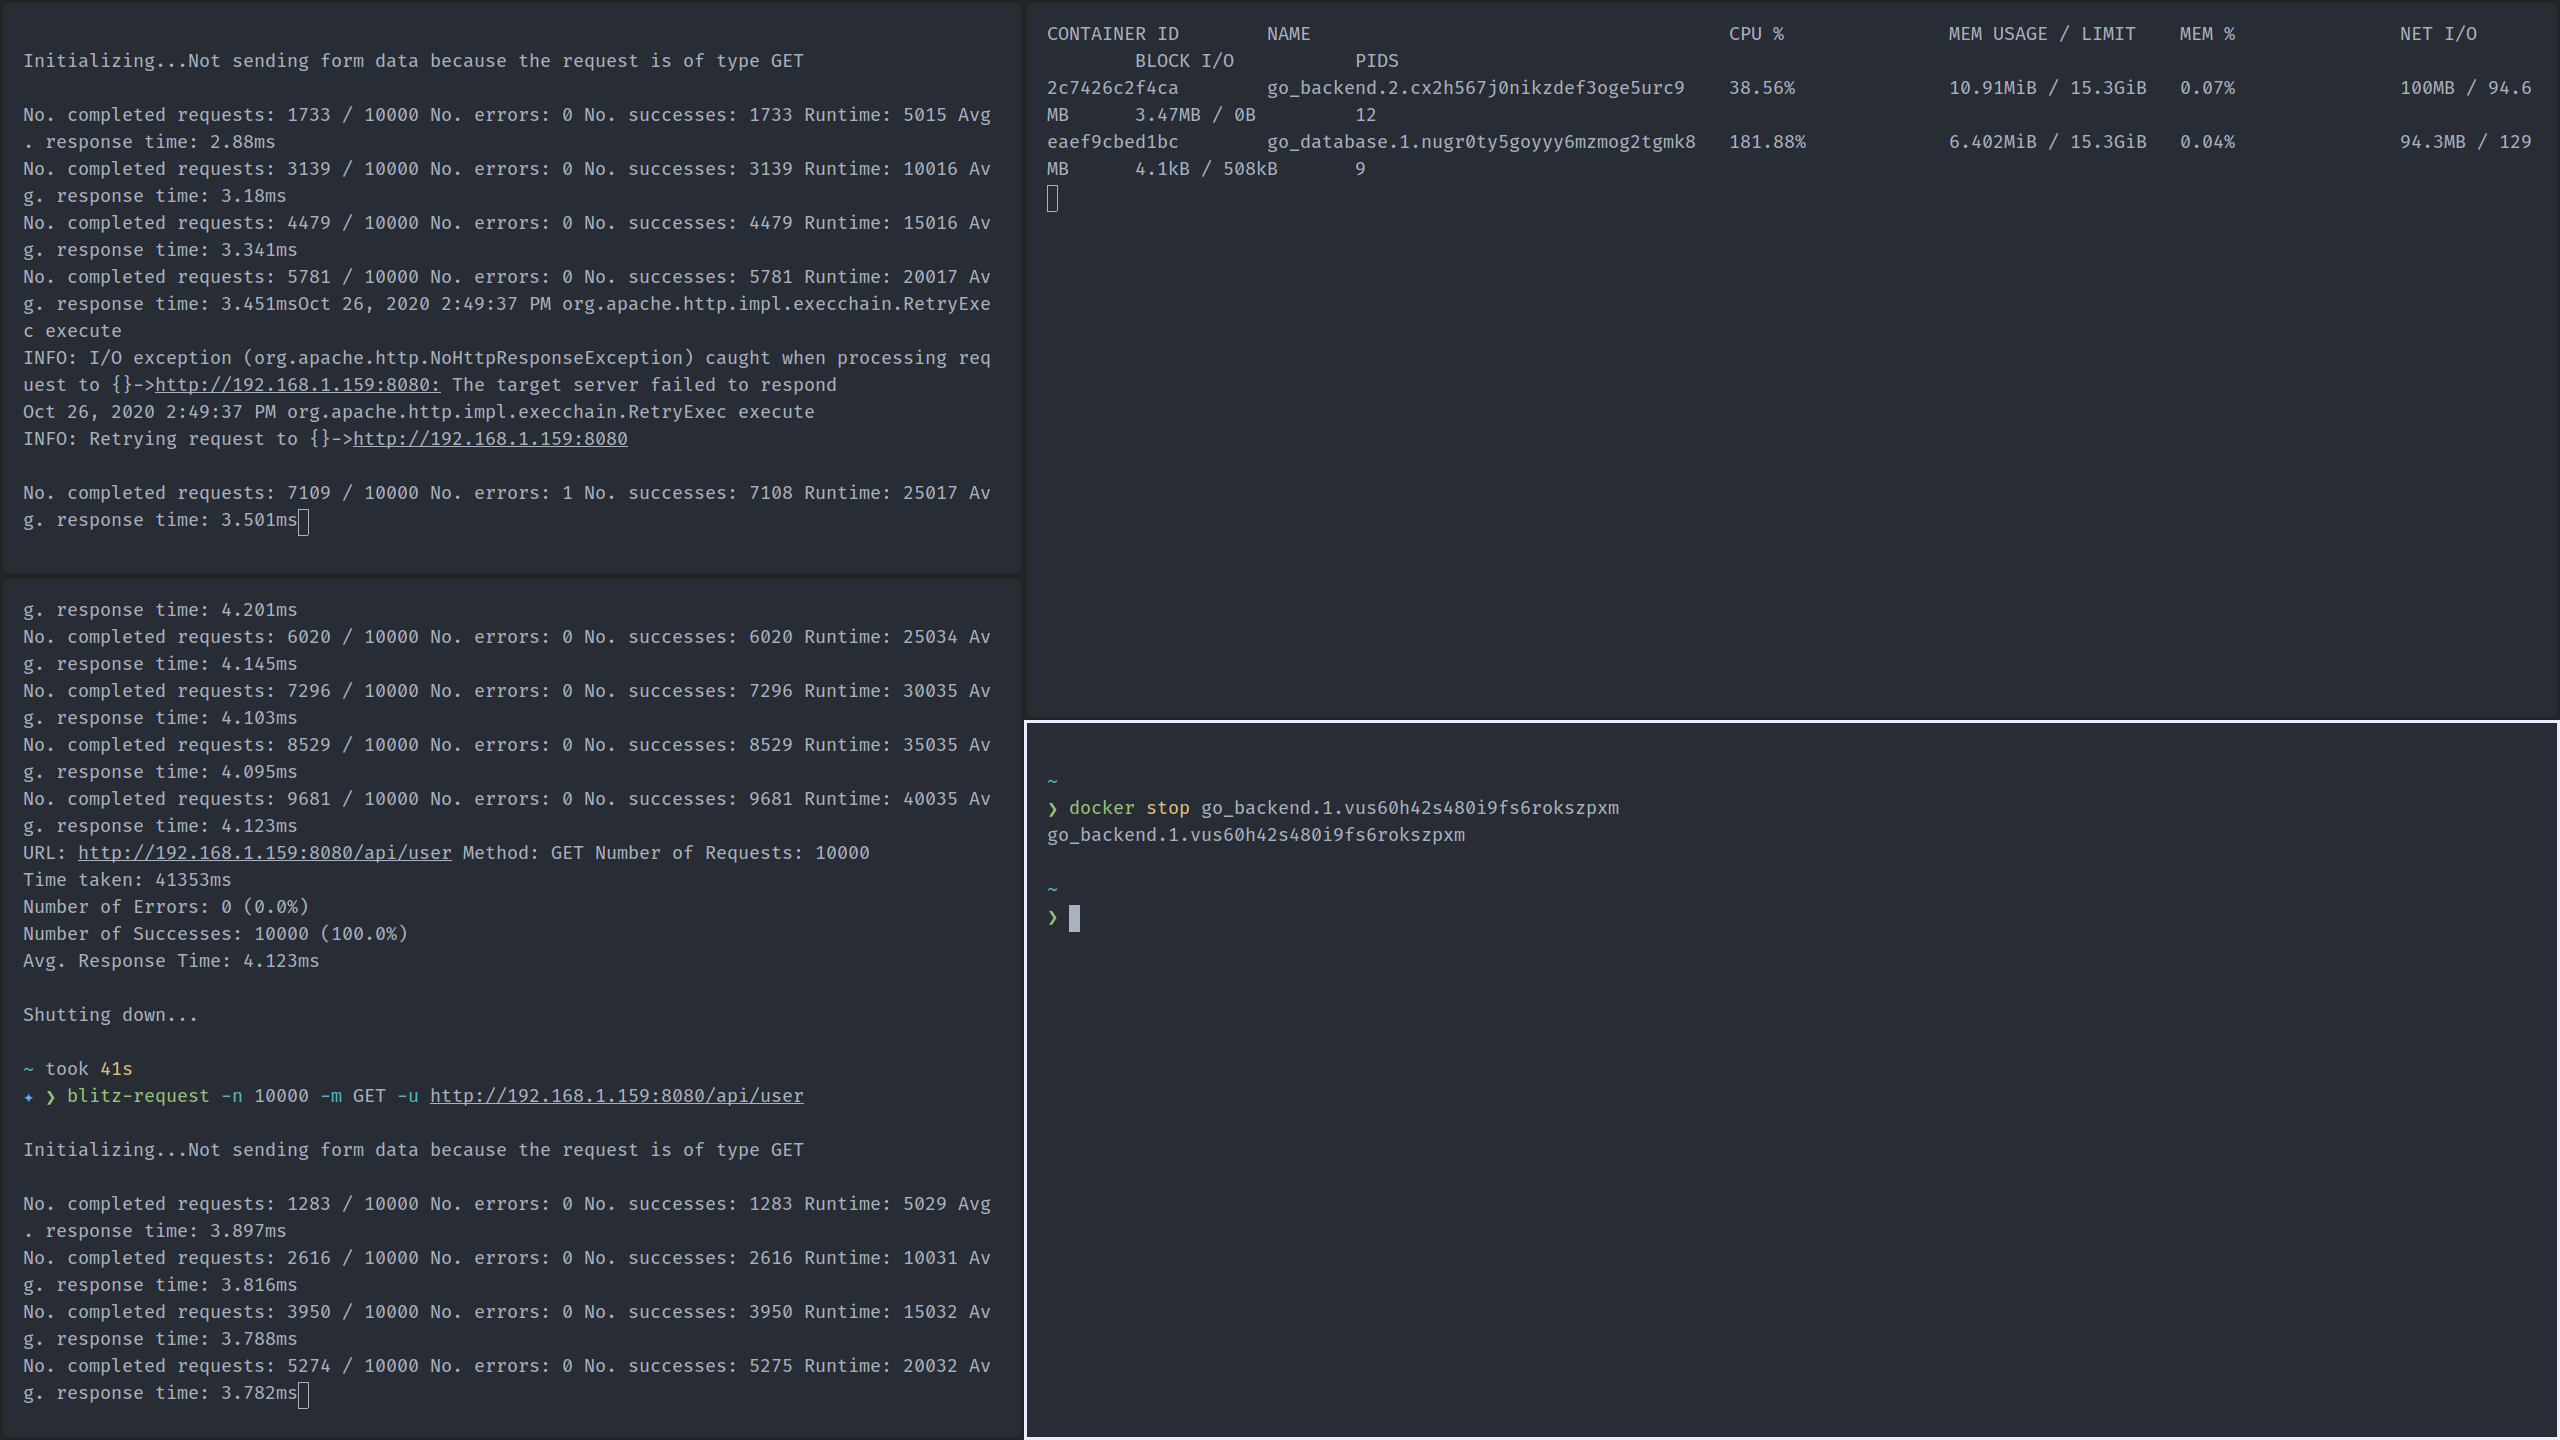 Initializing...Not sending form data because the request is of type GET
No. completed requests: 1733 / 10000 No. errors: 0 No. successes: 1733 Runtime: 5015 Avg
. response time: 2.88ms
No. completed requests: 3139 / 10000 No. errors: 0 No. successes: 3139 Runtime: 10016 Av
g. response time: 3.18ms
No. completed requests: 4479 / 10000 No. errors: 0 No. successes: 4479 Runtime: 15016 Av
g. response time: 3.341ms
No. completed requests: 5781 / 10000 No. errors: 0 No. successes: 5781 Runtime: 20017 Av
g. response time: 3.451msOct 26, 2020 2:49:37 PM org.apache.http.impl.execchain.RetryExe
c execute
INFO: I/O exception (org.apache.http.NoHttpResponseException) caught when processing req
uest to {}->http://192.168.1.159:8080: The target server failed to respond
Oct 26, 2020 2:49:37 PM org.apache.http.impl.execchain.RetryExec execute
INFO: Retrying request to {}->http://192.168.1.159:8080
No. completed requests: 7109 / 10000 No. errors: 1 No. successes: 7108 Runtime: 25017 Av
g. response time: 3.501ms
g. response time: 4.201ms
No. completed requests: 6020 / 10000 No. errors: 0 No. successes: 6020 Runtime: 25034 Av
g. response time: 4.145ms
No. completed requests: 7296 / 10000 No. errors: 0 No. successes: 7296 Runtime: 30035 Av
g. response time: 4.103ms
No. completed requests: 8529 / 10000 No. errors: 0 No. successes: 8529 Runtime: 35035 Av
g. response time: 4.095ms
No. completed requests: 9681 / 10000 No. errors: 0 No. successes: 9681 Runtime: 40035 Av
g. response time: 4.123ms
URL: http://192.168.1.159:8080/api/user Method: GET Number of Requests: 10000
Time taken: 41353ms
Number of Errors: 0 (0.0%)
Number of Successes: 10000 (100.0%)
Avg. Response Time: 4.123ms
Shutting down...
~ took 41s
✦ ❯ blitz-request -n 10000 -m GET -u http://192.168.1.159:8080/api/user
Initializing...Not sending form data because the request is of type GET
No. completed requests: 1283 / 10000 No. errors: 0 No. successes: 1283 Runtime: 5029 Avg
. response time: 3.897ms
No. completed requests: 2616 / 10000 No. errors: 0 No. successes: 2616 Runtime: 10031 Av
g. response time: 3.816ms
No. completed requests: 3950 / 10000 No. errors: 0 No. successes: 3950 Runtime: 15032 Av
g. response time: 3.788ms
No. completed requests: 5274 / 10000 No. errors: 0 No. successes: 5275 Runtime: 20032 Av
g. response time: 3.782ms
CONTAINER ID NAME CPU % MEM USAGE / LIMIT MEM % NET I/O
BLOCK I/O PIDS
2c7426c2f4ca go_backend.2.cx2h567j0nikzdef3oge5urc9 38.56% 10.91MiB / 15.3GiB 0.07% 100MB / 94.6
MB 3.47MB / 0B 12
eaef9cbed1bc go_database.1.nugr0ty5goyyy6mzmog2tgmk8 181.88% 6.402MiB / 15.3GiB 0.04% 94.3MB / 129
MB 4.1kB / 508kB 9
~
❯ docker stop go_backend.1.vus60h42s480i9fs6rokszpxm
go_backend.1.vus60h42s480i9fs6rokszpxm
~
❯